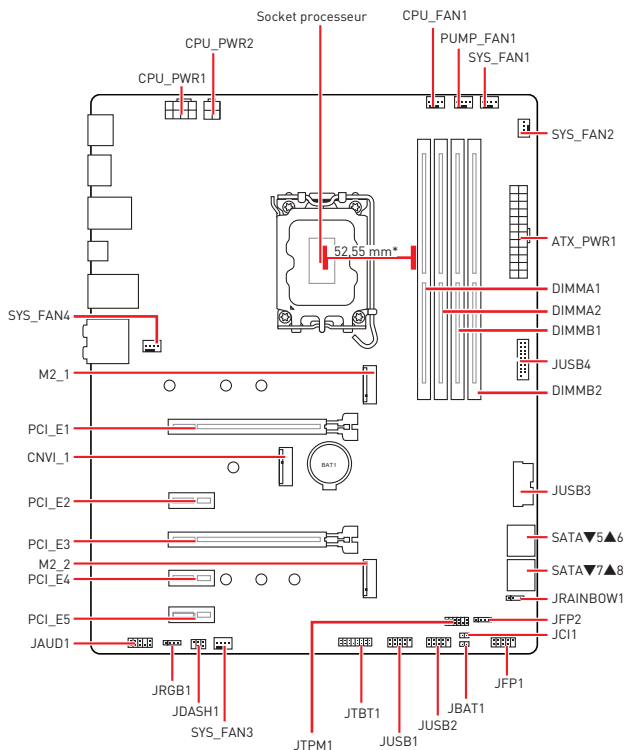 Socket processeur
CPU_FAN1
CPU_PWR2
PUMP_FAN1
CPU_PWR1
SYS_FAN1
SYS_FAN2
52,55 mm*
ATX_PWR1
DIMMA1
DIMMA2
SYS_FAN4
DIMMB1
JUSB4
M2_1
DIMMB2
PCI_E1
CNVI_1
BAT1
JUSB3
PCI_E2
PCI_E3
SATA▼5▲6
M2_2
SATA▼7▲8
PCI_E4
JRAINBOW1
PCI_E5
JFP2
JAUD1
JCI1
JRGB1
JDASH1
SYS_FAN3
JTPM1
JTBT1
JUSB1
JUSB2
JBAT1
JFP1